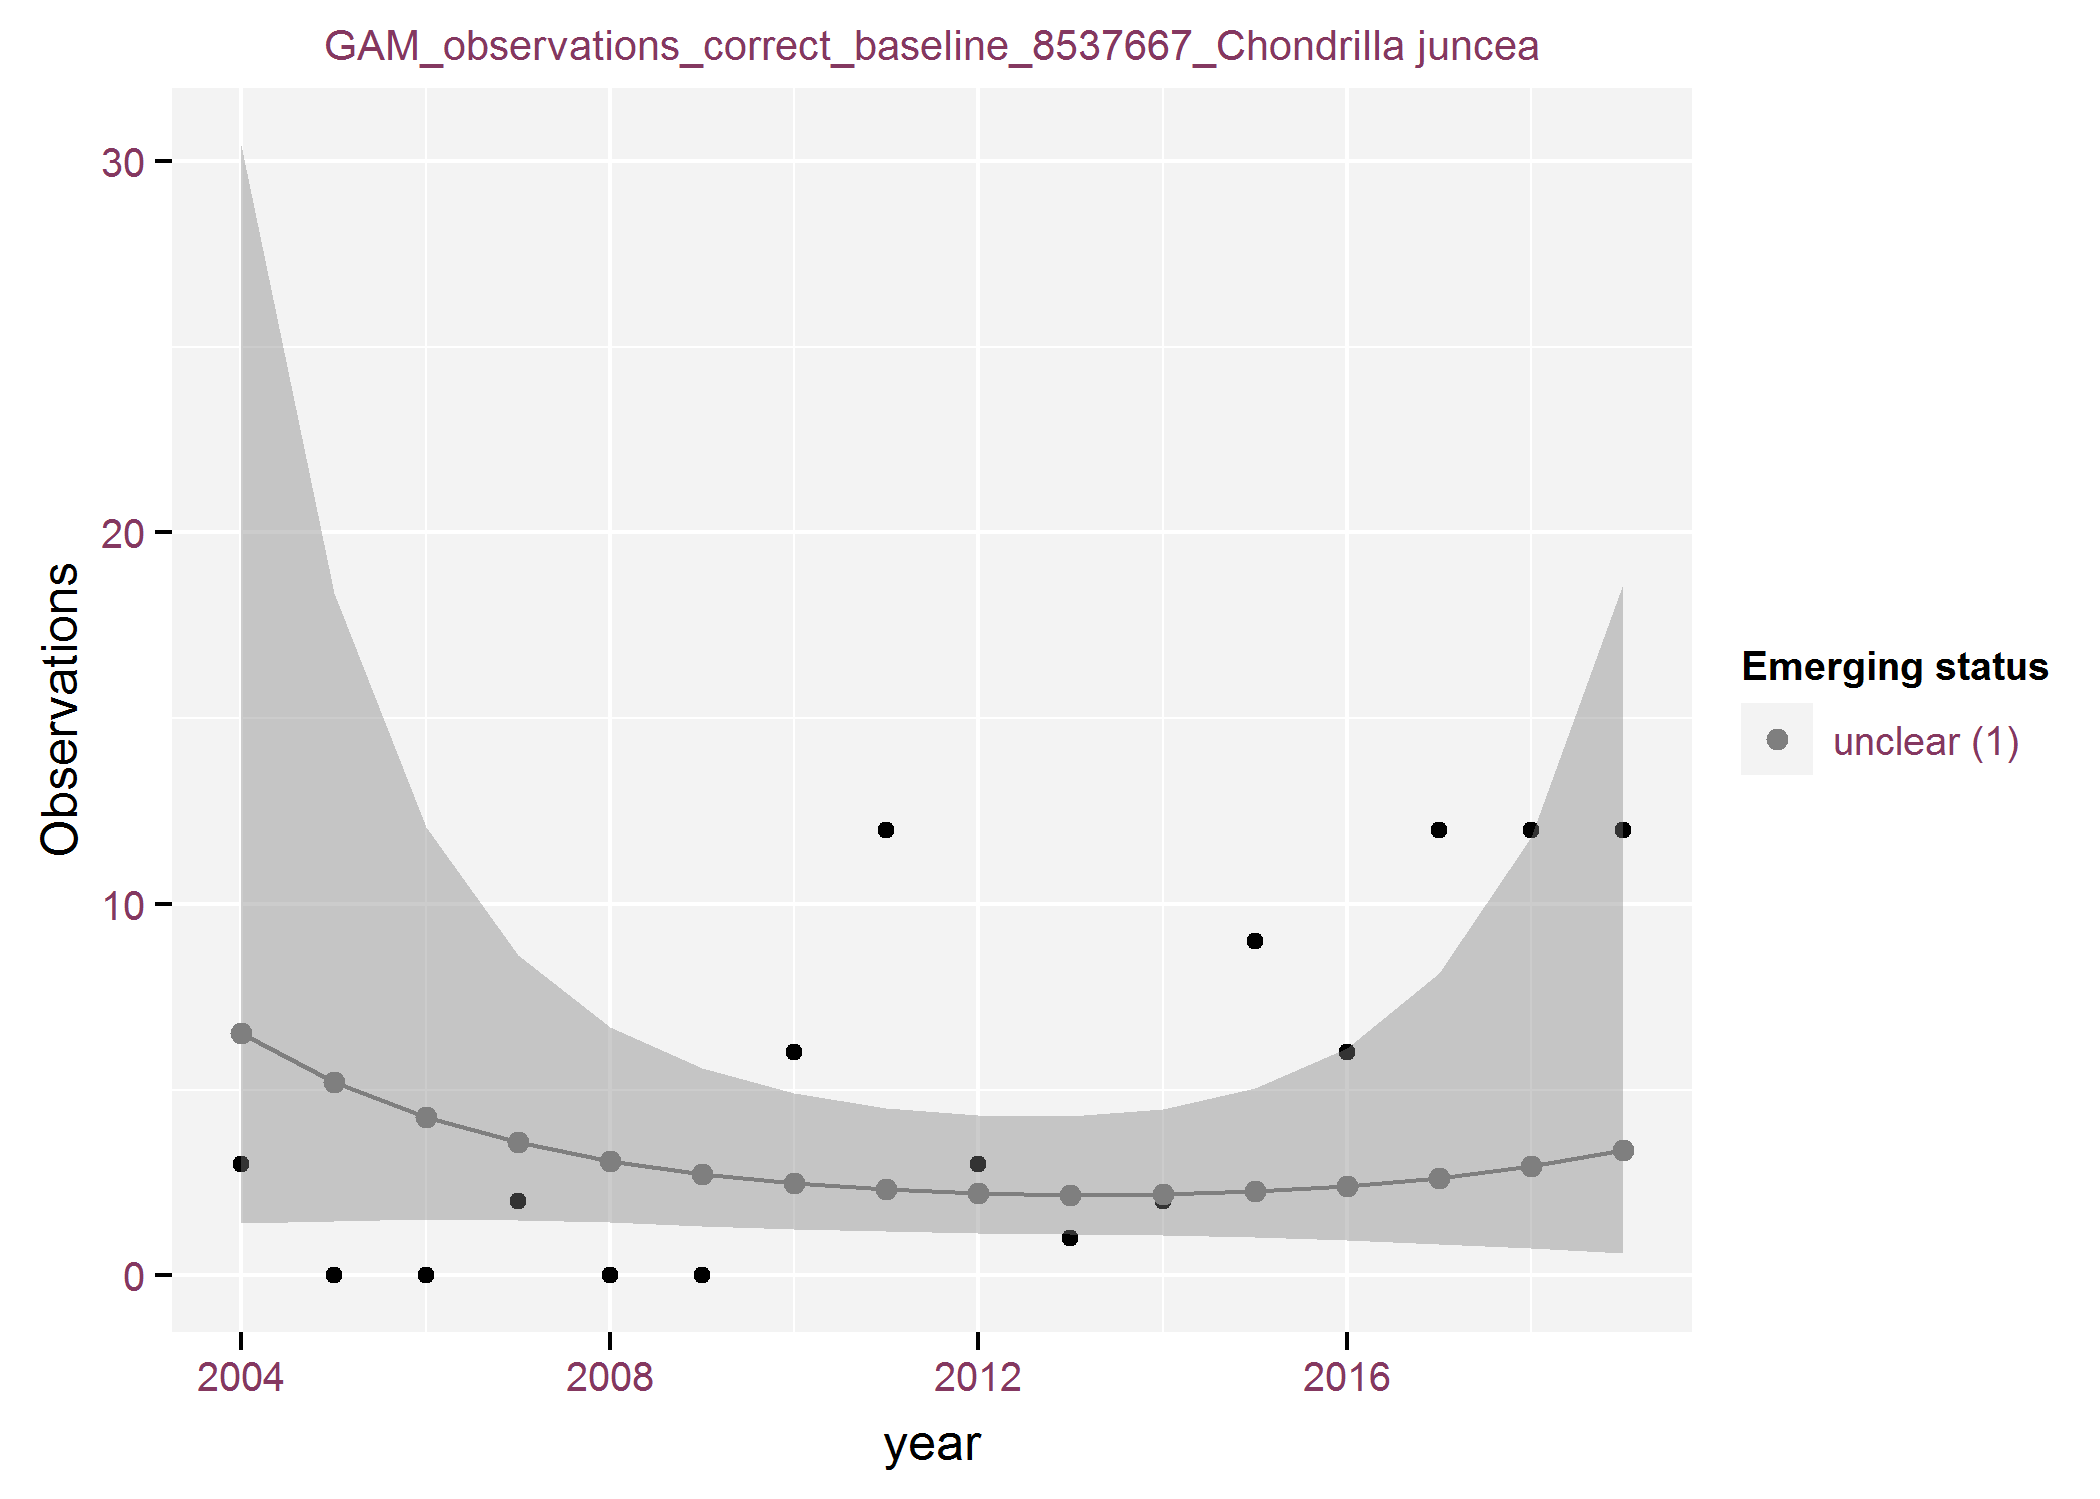 GAM_observations_correct_baseline_8537667_Chondrilla juncea
Observations
30
20
10
0
2004 2008 2012 2016
year
Emerging status
unclear (1)